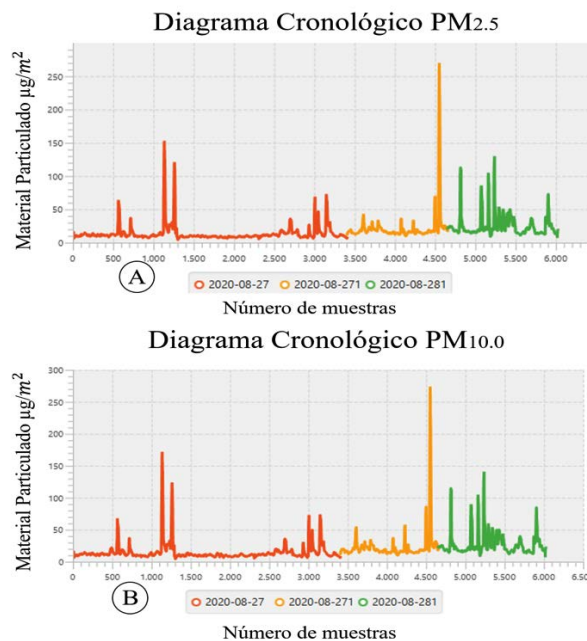 Diagrama Cronológico PM2.5
Material Particulado µg/m²
250
200
150
100
50
0
0 500 1.000 1.500 2.000 2.500 3.000 3.500 4.000 4.500 5.000 5.500 6.000
A
2020-08-27 2020-08-271 2020-08-281
Número de muestras
Diagrama Cronológico PM10.0
Material Particulado µg/m²
300
250
200
150
100
50
0
0 500 1.000 1.500 2.000 2.500 3.000 3.500 4.000 4.500 5.000 5.500 6.000 6.50
B
2020-08-27 2020-08-271 2020-08-281
Número de muestras